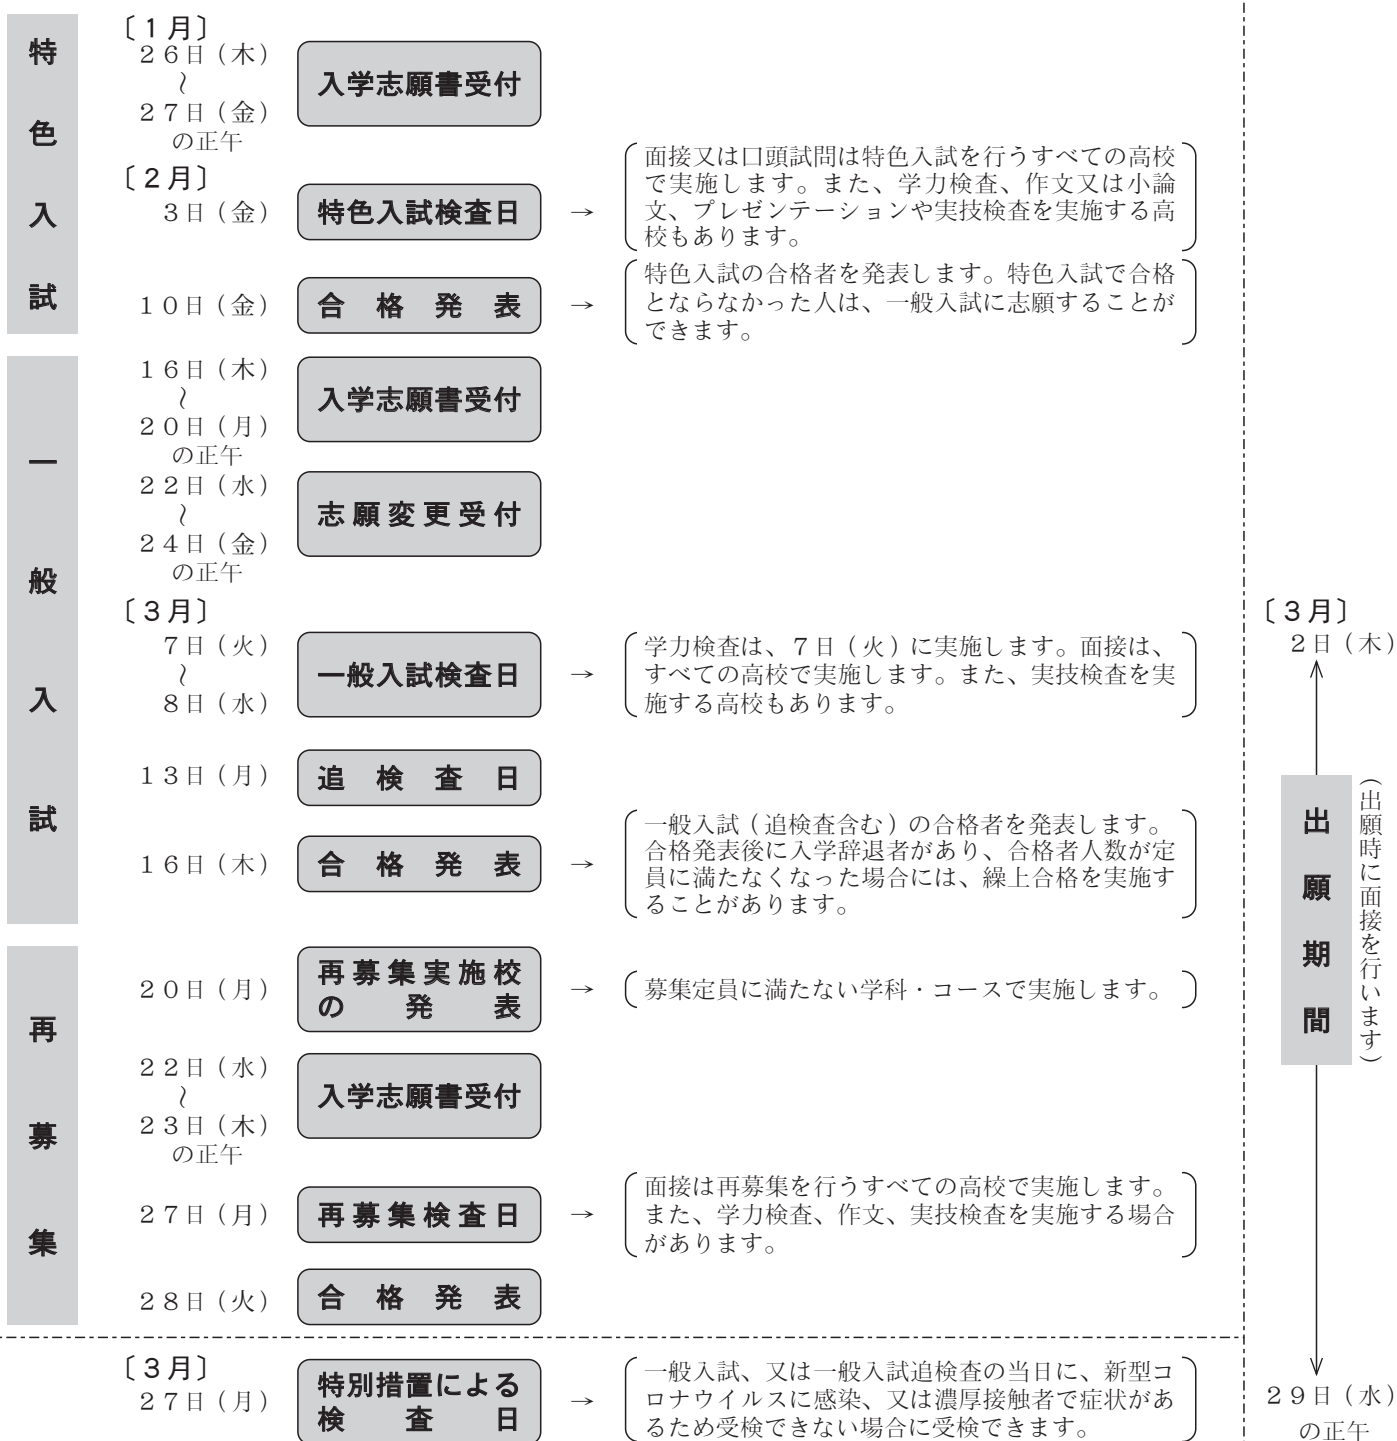 特色入試
〔１月〕
２６日（木）
～
２７日（金）
の正午
入学志願書受付
〔２月〕
３日（金）
特色入試検査日
→
面接又は口頭試問は特色入試を行うすべての高校
で実施します。また、学力検査、作文又は小論
文、プレゼンテーションや実技検査を実施する高
校もあります。
１０日（金）
合格発表
→
特色入試の合格者を発表します。特色入試で合格
とならなかった人は、一般入試に志願することが
できます。
一般入試
１６日（木）
～
２０日（月）
の正午
入学志願書受付
２２日（水）
～
２４日（金）
の正午
志願変更受付
〔３月〕
７日（火）
～
８日（水）
一般入試検査日
→
学力検査は、７日（火）に実施します。面接は、
すべての高校で実施します。また、実技検査を実
施する高校もあります。
１３日（月）
追検査日
１６日（木）
合格発表
→
一般入試（追検査含む）の合格者を発表します。
合格発表後に入学辞退者があり、合格者人数が定
員に満たなくなった場合には、繰上合格を実施す
ることがあります。
再募集
２０日（月）
再募集実施校
の発表
→
募集定員に満たない学科・コースで実施します。
２２日（水）
～
２３日（木）
の正午
入学志願書受付
２７日（月）
再募集検査日
→
面接は再募集を行うすべての高校で実施します。
また、学力検査、作文、実技検査を実施する場合
があります。
２８日（火）
合格発表
〔３月〕
２７日（月）
特別措置による
検査日
→
一般入試、又は一般入試追検査の当日に、新型コ
ロナウイルスに感染、又は濃厚接触者で症状があ
るため受検できない場合に受検できます。
〔３月〕
２日（木）
出願期間
（出願時に面接を行います）
２９日（水）
の正午